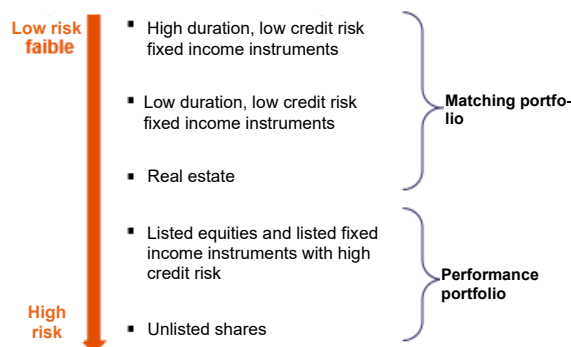 Low risk
faible
▪ High duration, low credit risk
fixed income instruments
▪ Low duration, low credit risk
fixed income instruments
Matching portfo-
lio
▪ Real estate
▪ Listed equities and listed fixed
income instruments with high
credit risk
Performance
portfolio
High
risk
▪ Unlisted shares